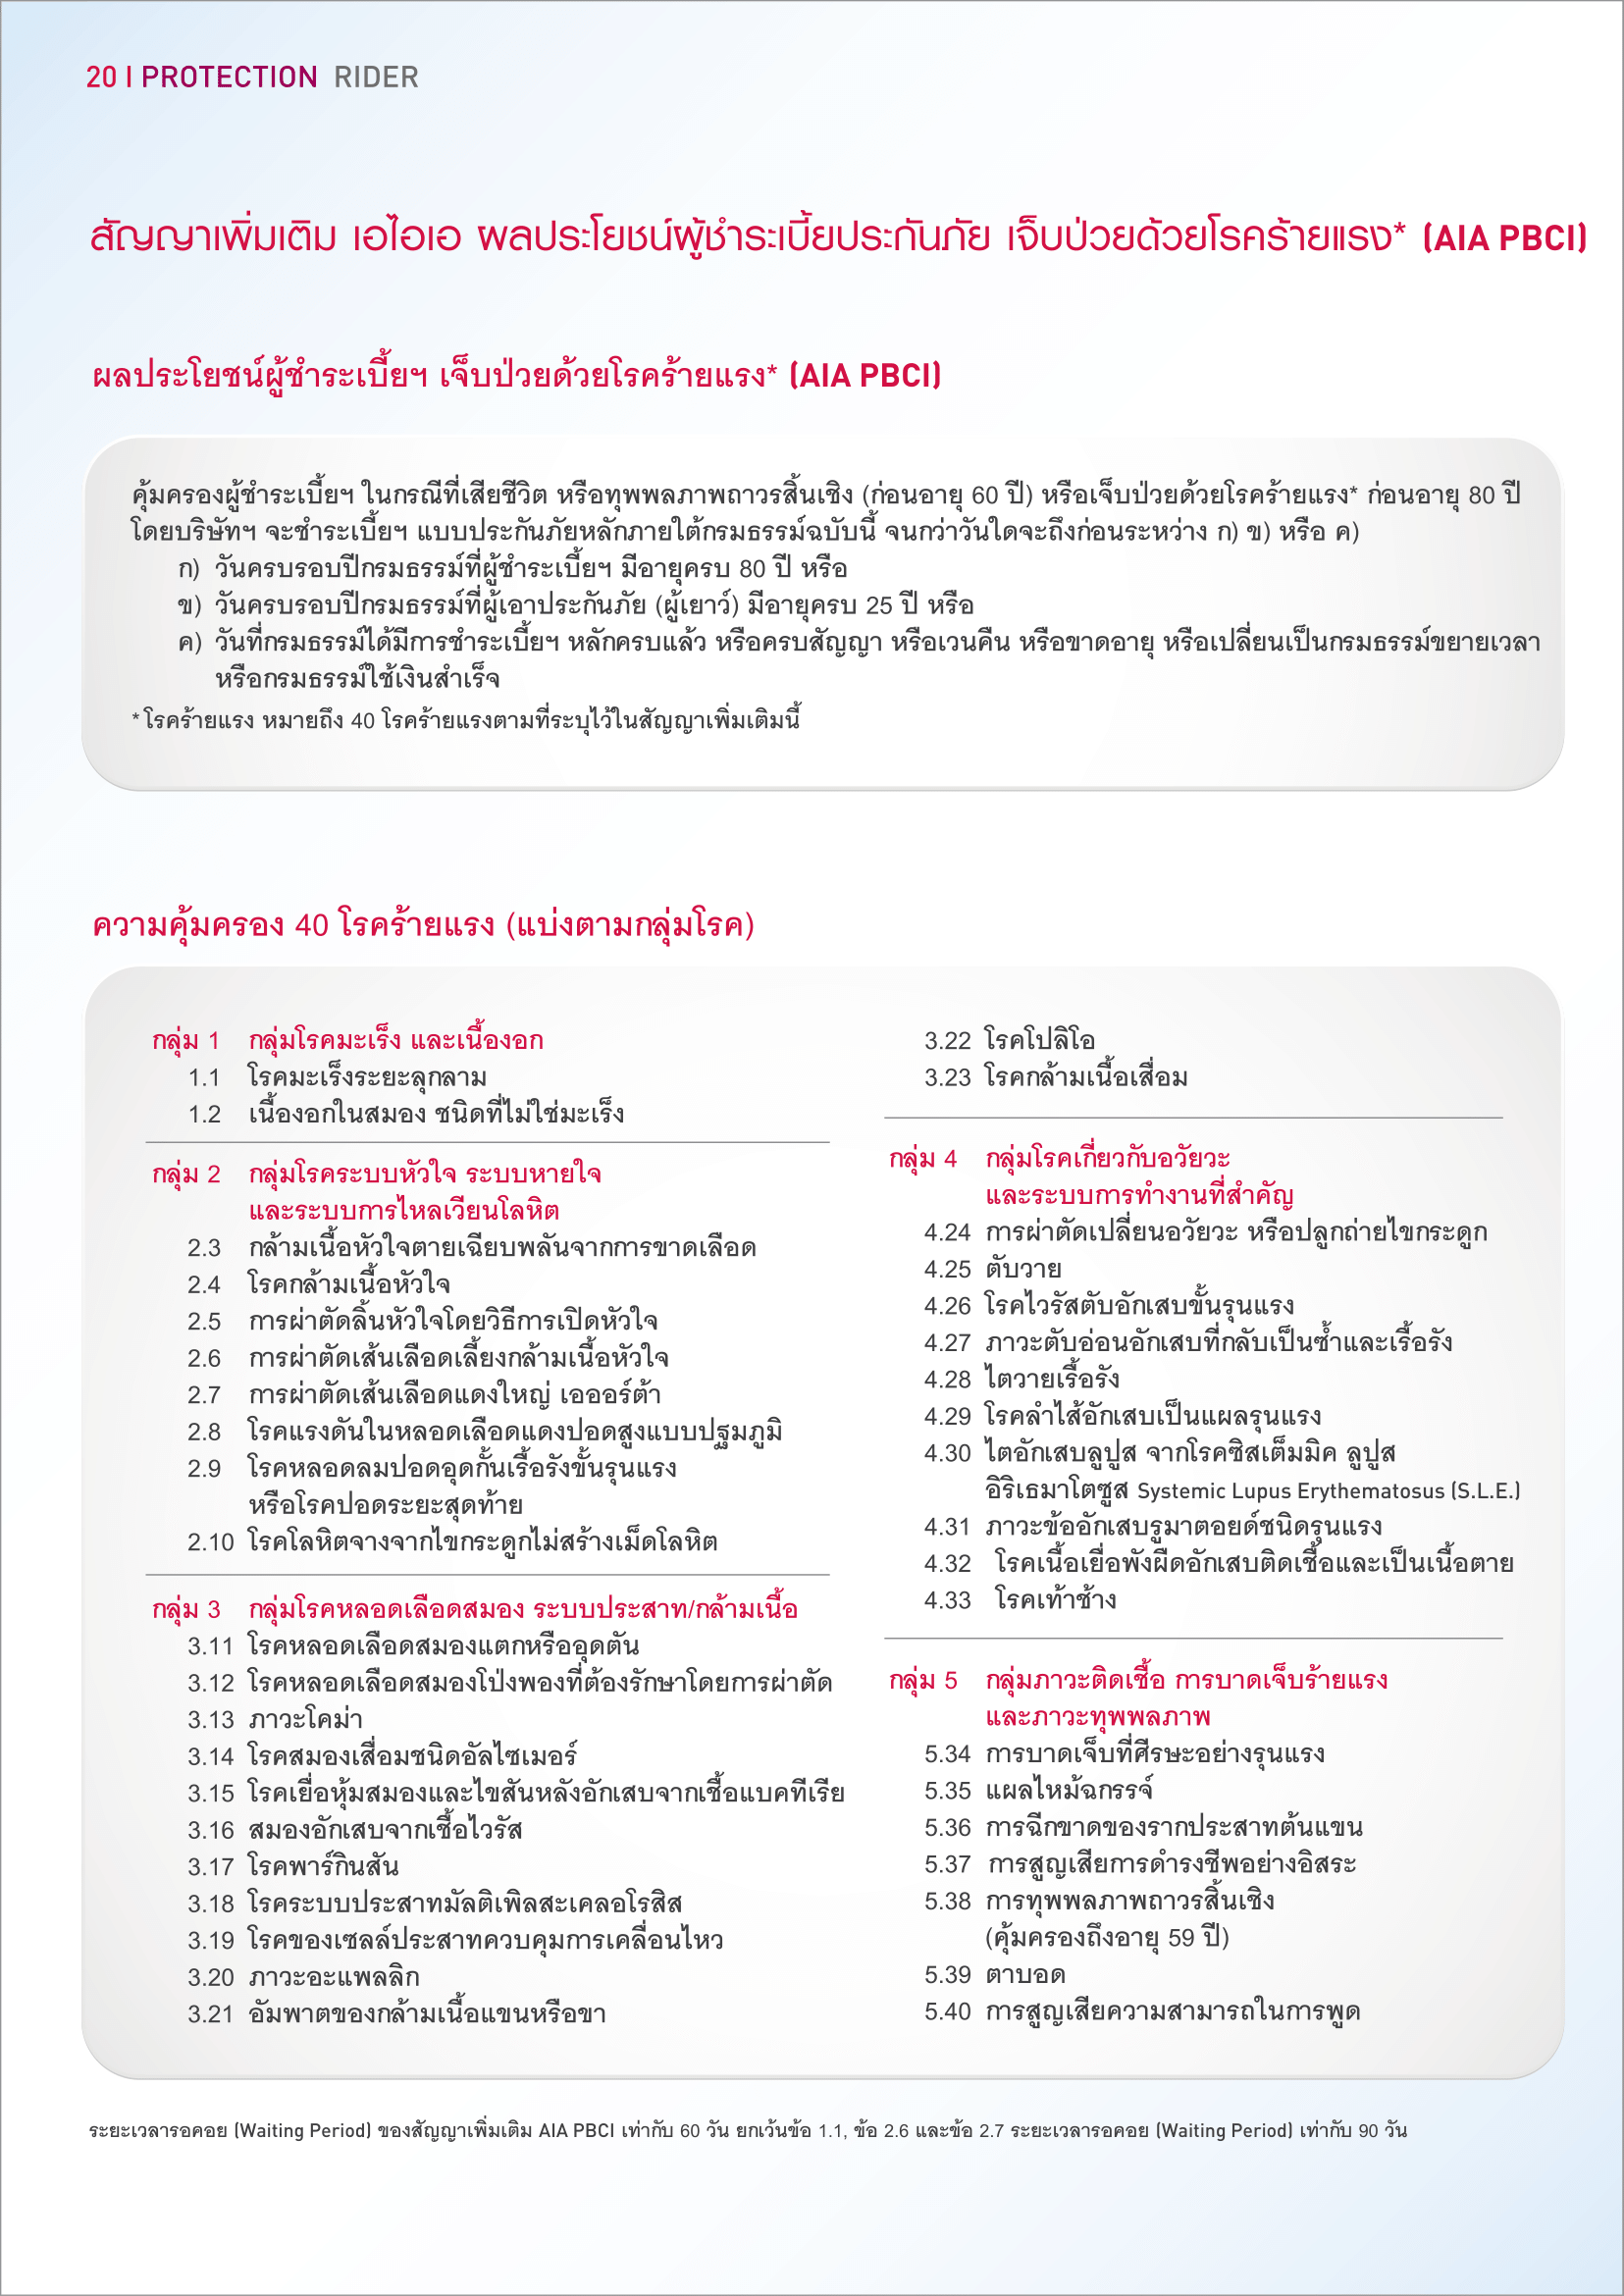 20 | PROTECTION RIDER
สัญญาเพิ่มเติม เอไอเอ ผลประโยชน์ผู้ชำระเบี้ยประกันภัย เจ็บป่วยด้วยโรคร้ายแรง* (AIA PBCI)
ผลประโยชน์ผู้ชำระเบี้ยฯ เจ็บป่วยด้วยโรคร้ายแรง* (AIA PBCI)
คุ้มครองผู้ชำระเบี้ยฯ ในกรณีที่เสียชีวิต หรือทุพพลภาพถาวรสิ้นเชิง (ก่อนอายุ 60 ปี) หรือเจ็บป่วยด้วยโรคร้ายแรง* ก่อนอายุ 80 ปี
โดยบริษัทฯ จะชำระเบี้ยฯ แบบประกันภัยหลักภายใต้กรมธรรม์ฉบับนี้ จนกว่าวันใดจะถึงก่อนระหว่าง ก) ข) หรือ ค)
ก) วันครบรอบปีกรมธรรม์ที่ผู้ชำระเบี้ยฯ มีอายุครบ 80 ปี หรือ
ข) วันครบรอบปีกรมธรรม์ที่ผู้เอาประกันภัย (ผู้เยาว์) มีอายุครบ 25 ปี หรือ
ค) วันที่กรมธรรม์ได้มีการชำระเบี้ยฯ หลักครบแล้ว หรือครบสัญญา หรือเวนคืน หรือขาดอายุ หรือเปลี่ยนเป็นกรมธรรม์ขยายเวลา
หรือกรมธรรม์ใช้เงินสำเร็จ
* โรคร้ายแรง หมายถึง 40 โรคร้ายแรงตามที่ระบุไว้ในสัญญาเพิ่มเติมนี้
ความคุ้มครอง 40 โรคร้ายแรง (แบ่งตามกลุ่มโรค)
กลุ่ม 1 กลุ่มโรคมะเร็ง และเนื้องอก
1.1 โรคมะเร็งระยะลุกลาม
1.2 เนื้องอกในสมอง ชนิดที่ไม่ใช่มะเร็ง
กลุ่ม 2 กลุ่มโรคระบบหัวใจ ระบบหายใจ
และระบบการไหลเวียนโลหิต
2.3 กล้ามเนื้อหัวใจตายเฉียบพลันจากการขาดเลือด
2.4 โรคกล้ามเนื้อหัวใจ
2.5 การผ่าตัดลิ้นหัวใจโดยวิธีการเปิดหัวใจ
2.6 การผ่าตัดเส้นเลือดเลี้ยงกล้ามเนื้อหัวใจ
2.7 การผ่าตัดเส้นเลือดแดงใหญ่ เอออร์ต้า
2.8 โรคแรงดันในหลอดเลือดแดงปอดสูงแบบปฐมภูมิ
2.9 โรคหลอดลมปอดอุดกั้นเรื้อรังขั้นรุนแรง
หรือโรคปอดระยะสุดท้าย
2.10 โรคโลหิตจางจากไขกระดูกไม่สร้างเม็ดโลหิต
กลุ่ม 3 กลุ่มโรคหลอดเลือดสมอง ระบบประสาท/กล้ามเนื้อ
3.11 โรคหลอดเลือดสมองแตกหรืออุดตัน
3.12 โรคหลอดเลือดสมองโป่งพองที่ต้องรักษาโดยการผ่าตัด
3.13 ภาวะโคม่า
3.14 โรคสมองเสื่อมชนิดอัลไซเมอร์
3.15 โรคเยื่อหุ้มสมองและไขสันหลังอักเสบจากเชื้อแบคทีเรีย
3.16 สมองอักเสบจากเชื้อไวรัส
3.17 โรคพาร์กินสัน
3.18 โรคระบบประสาทมัลติเพิลสะเคลอโรสิส
3.19 โรคของเซลล์ประสาทควบคุมการเคลื่อนไหว
3.20 ภาวะอะแพลลิก
3.21 อัมพาตของกล้ามเนื้อแขนหรือขา
3.22 โรคโปลิโอ
3.23 โรคกล้ามเนื้อเสื่อม
กลุ่ม 4 กลุ่มโรคเกี่ยวกับอวัยวะ
และระบบการทำงานที่สำคัญ
4.24 การผ่าตัดเปลี่ยนอวัยวะ หรือปลูกถ่ายไขกระดูก
4.25 ตับวาย
4.26 โรคไวรัสตับอักเสบขั้นรุนแรง
4.27 ภาวะตับอ่อนอักเสบที่กลับเป็นซ้ำและเรื้อรัง
4.28 ไตวายเรื้อรัง
4.29 โรคลำไส้อักเสบเป็นแผลรุนแรง
4.30 ไตอักเสบลูปูส จากโรคซิสเต็มมิค ลูปูส
อิริเธมาโตซูส Systemic Lupus Erythematosus (S.L.E.)
4.31 ภาวะข้ออักเสบรูมาตอยด์ชนิดรุนแรง
4.32 โรคเนื้อเยื่อพังผืดอักเสบติดเชื้อและเป็นเนื้อตาย
4.33 โรคเท้าช้าง
กลุ่ม 5 กลุ่มภาวะติดเชื้อ การบาดเจ็บร้ายแรง
และภาวะทุพพลภาพ
5.34 การบาดเจ็บที่ศีรษะอย่างรุนแรง
5.35 แผลไหม้ฉกรรจ์
5.36 การฉีกขาดของรากประสาทต้นแขน
5.37 การสูญเสียการดำรงชีพอย่างอิสระ
5.38 การทุพพลภาพถาวรสิ้นเชิง
(คุ้มครองถึงอายุ 59 ปี)
5.39 ตาบอด
5.40 การสูญเสียความสามารถในการพูด
ระยะเวลารอคอย (Waiting Period) ของสัญญาเพิ่มเติม AIA PBCI เท่ากับ 60 วัน ยกเว้นข้อ 1.1, ข้อ 2.6 และข้อ 2.7 ระยะเวลารอคอย (Waiting Period) เท่ากับ 90 วัน